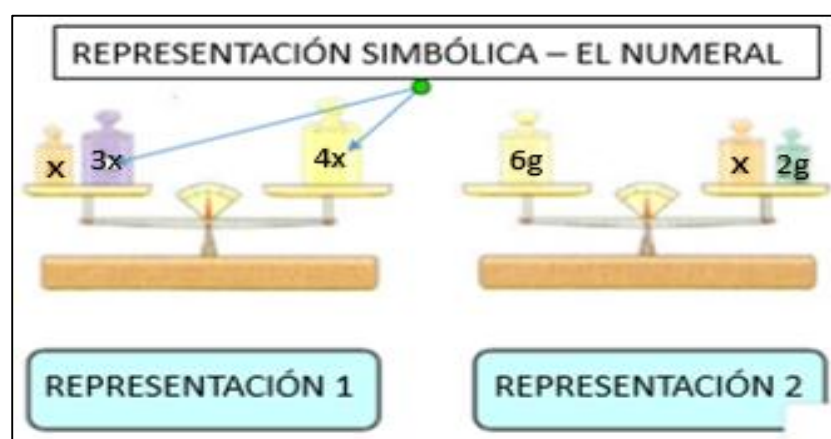 REPRESENTACIÓN SIMBÓLICA – EL NUMERAL
x 3x 4x 6g x 2g
REPRESENTACIÓN 1 REPRESENTACIÓN 2